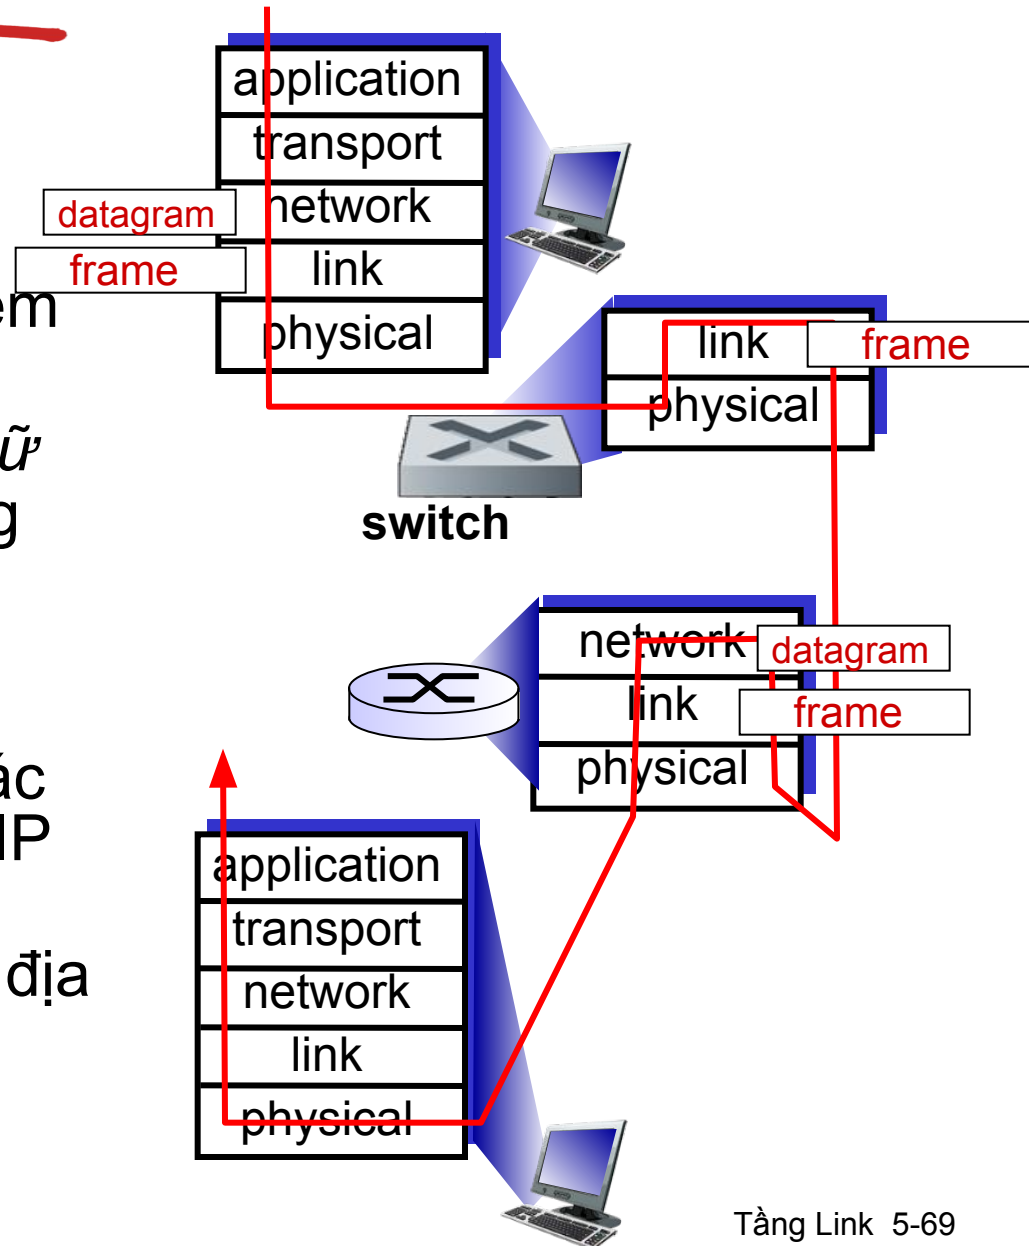 application
transport
datagram
network
frame
link
physical
link
frame
physical
switch
network
datagram
link
frame
physical
ác
IP
địa
application
transport
network
link
physical
Tầng Link 5-69